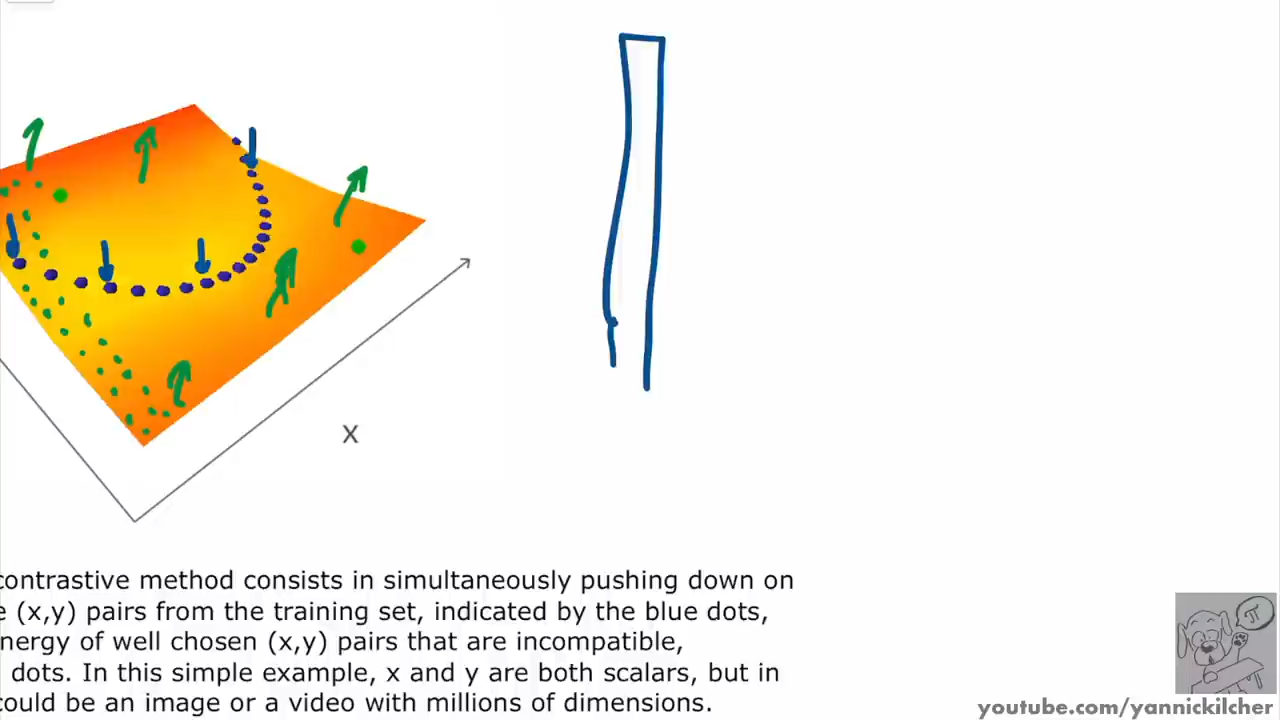 x
contrastive method consists in simultaneously pushing down on
e (x,y) pairs from the training set, indicated by the blue dots,
nergy of well chosen (x,y) pairs that are incompatible,
dots. In this simple example, x and y are both scalars, but in
could be an image or a video with millions of dimensions.
π
youtube.com/yannickilcher